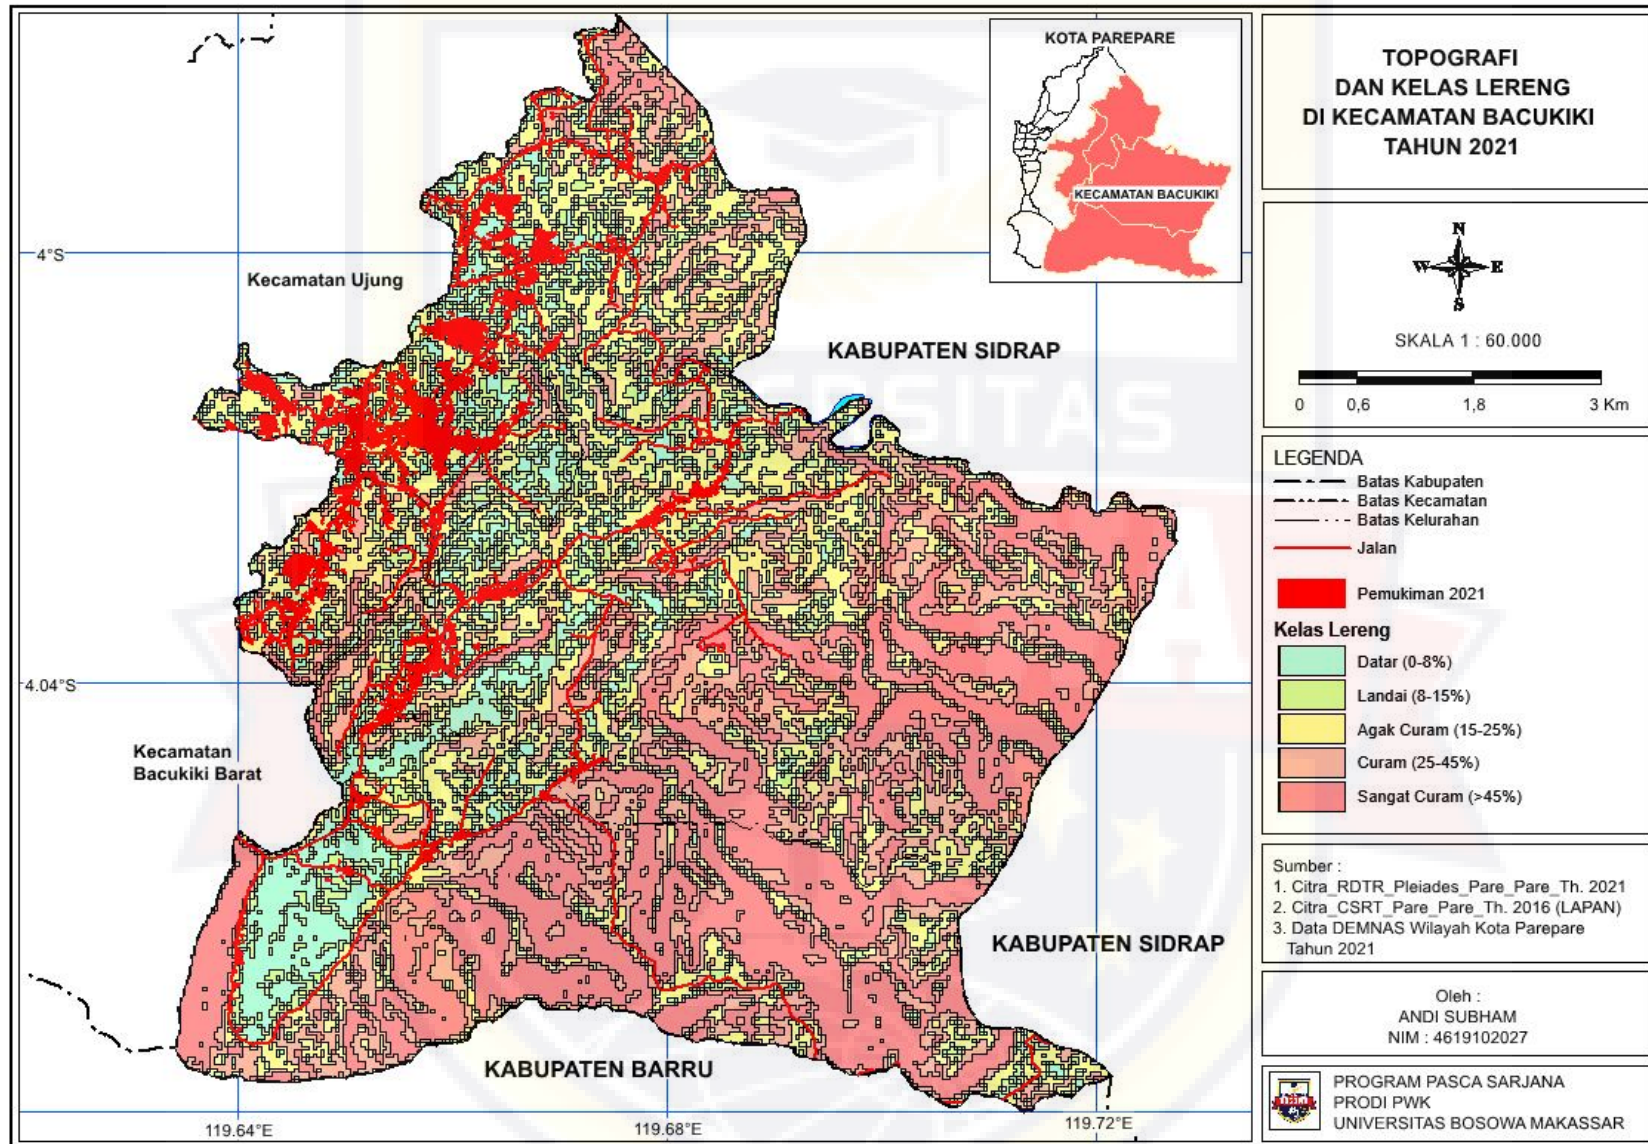 KOTA PAREPARE
KECAMATAN BACUKIKI
4°S
Kecamatan Ujung
KABUPATEN SIDRAP
UNIVERSITAS
4.04°S
Kecamatan
Bacukiki Barat
KABUPATEN SIDRAP
KABUPATEN BARRU
119.64°E
119.68°E
119.72°E
TOPOGRAFI
DAN KELAS LERENG
DI KECAMATAN BACUKIKI
TAHUN 2021
N
W E
S
SKALA 1 : 60.000
0 0,6 1,8 3 Km
LEGENDA
Batas Kabupaten
Batas Kecamatan
Batas Kelurahan
Jalan
Pemukiman 2021
Kelas Lereng
Datar (0-8%)
Landai (8-15%)
Agak Curam (15-25%)
Curam (25-45%)
Sangat Curam (>45%)
Sumber :
1. Citra_RDTR_Pleiades_Pare_Pare_Th. 2021
2. Citra_CSRT_Pare_Pare_Th. 2016 (LAPAN)
3. Data DEMNAS Wilayah Kota Parepare
Tahun 2021
Oleh :
ANDI SUBHAM
NIM : 4619102027
PROGRAM PASCA SARJANA
PRODI PWK
UNIVERSITAS BOSOWA MAKASSAR